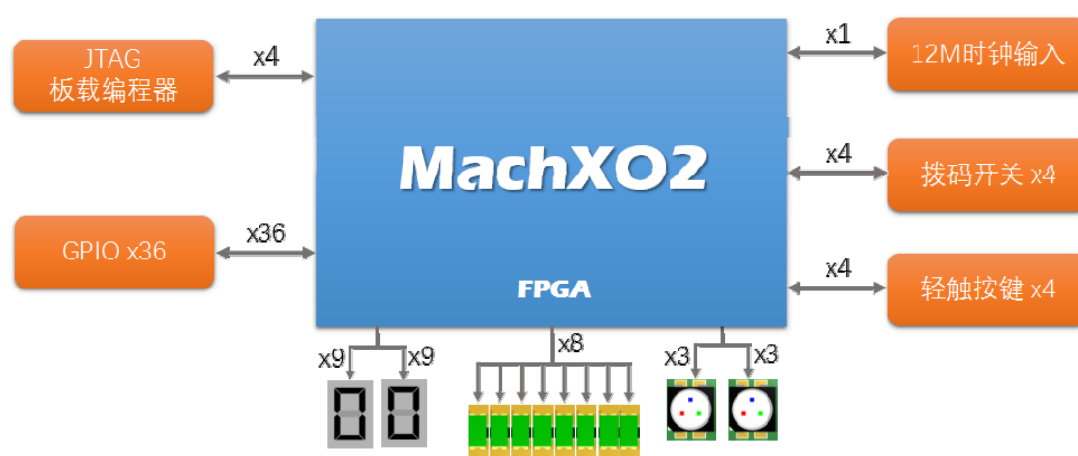 JTAG
板载编程器
x4
GPIO x36
x36
MachXO2
FPGA
x1
12M时钟输入
x4
拨码开关 x4
x4
轻触按键 x4
x9
x9
x8
x3
x3